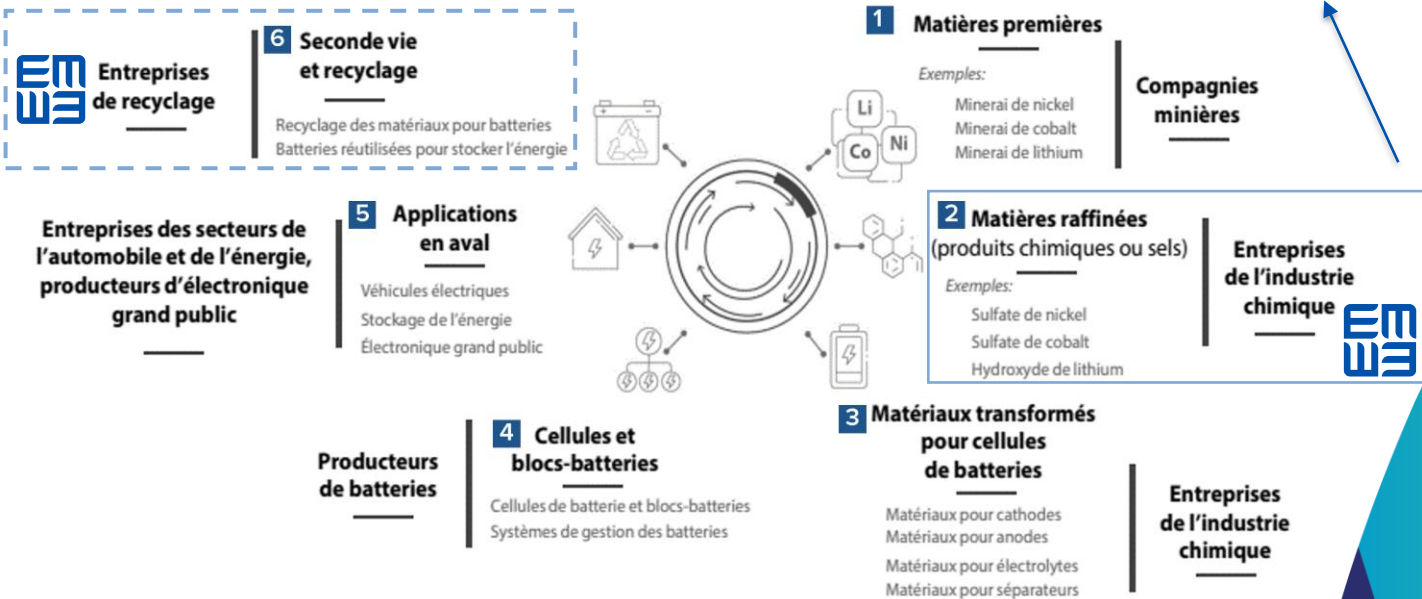 1 Matières premières
Exemples:
Minerai de nickel
Minerai de cobalt
Minerai de lithium
Compagnies
minières
Li
Co
Ni
2 Matières raffinées
(produits chimiques ou sels)
Exemples:
Sulfate de nickel
Sulfate de cobalt
Hydroxyde de lithium
Entreprises
de l'industrie
chimique
3 Matériaux transformés
pour cellules
de batteries
Matériaux pour cathodes
Matériaux pour anodes
Matériaux pour électrolytes
Matériaux pour séparateurs
Entreprises
de l'industrie
chimique
4 Cellules et
blocs-batteries
Cellules de batterie et blocs-batteries
Systèmes de gestion des batteries
Producteurs
de batteries
5 Applications
en aval
Véhicules électriques
Stockage de l'énergie
Électronique grand public
Entreprises des secteurs de
l'automobile et de l'énergie,
producteurs d'électronique
grand public
6 Seconde vie
et recyclage
Recyclage des matériaux pour batteries
Batteries réutilisées pour stocker l'énergie
Entreprises
de recyclage